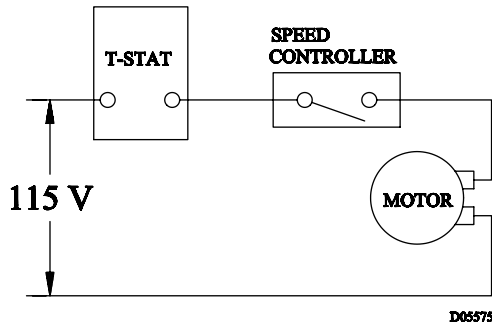 T-STAT
SPEED
CONTROLLER
115 V
MOTOR
D05575